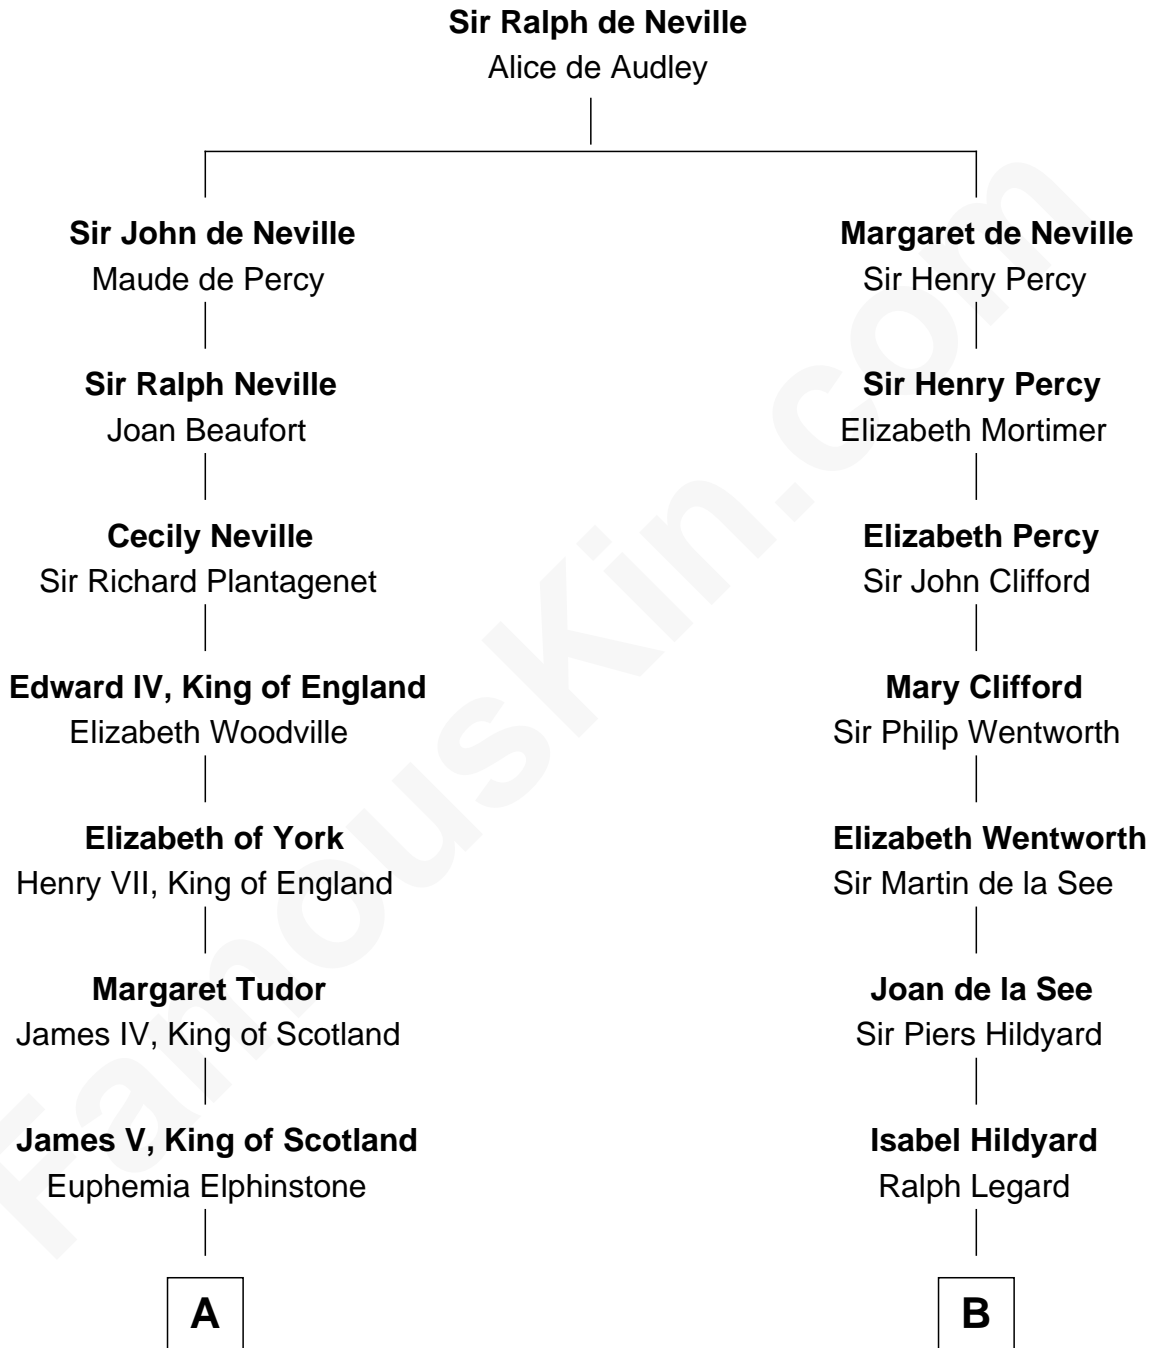 Sir Ralph de Neville
Alice de Audley
Sir John de Neville
Maude de Percy
Margaret de Neville
Sir Henry Percy
Sir Ralph Neville
Joan Beaufort
Sir Henry Percy
Elizabeth Mortimer
Cecily Neville
Sir Richard Plantagenet
Elizabeth Percy
Sir John Clifford
Edward IV, King of England
Elizabeth Woodville
Mary Clifford
Sir Philip Wentworth
Elizabeth of York
Henry VII, King of England
Elizabeth Wentworth
Sir Martin de la See
Margaret Tudor
James IV, King of Scotland
Joan de la See
Sir Piers Hildyard
James V, King of Scotland
Euphemia Elphinstone
Isabel Hildyard
Ralph Legard
A
B
FamousKin.com